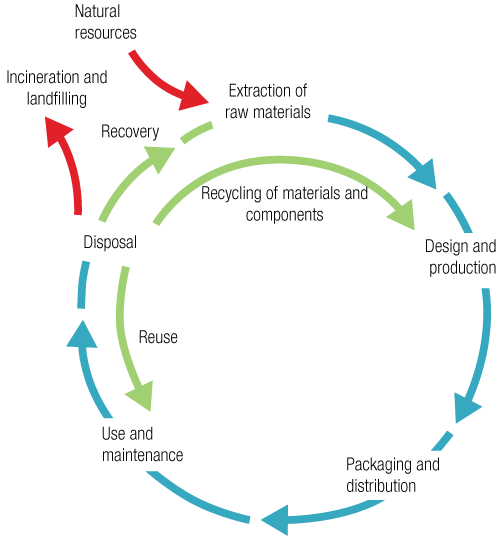 Natural
resources
Incineration and
landfilling
Extraction of
raw materials
Recovery
Recycling of materials and
components
Disposal
Design and
production
Reuse
Use and
maintenance
Packaging and
distribution